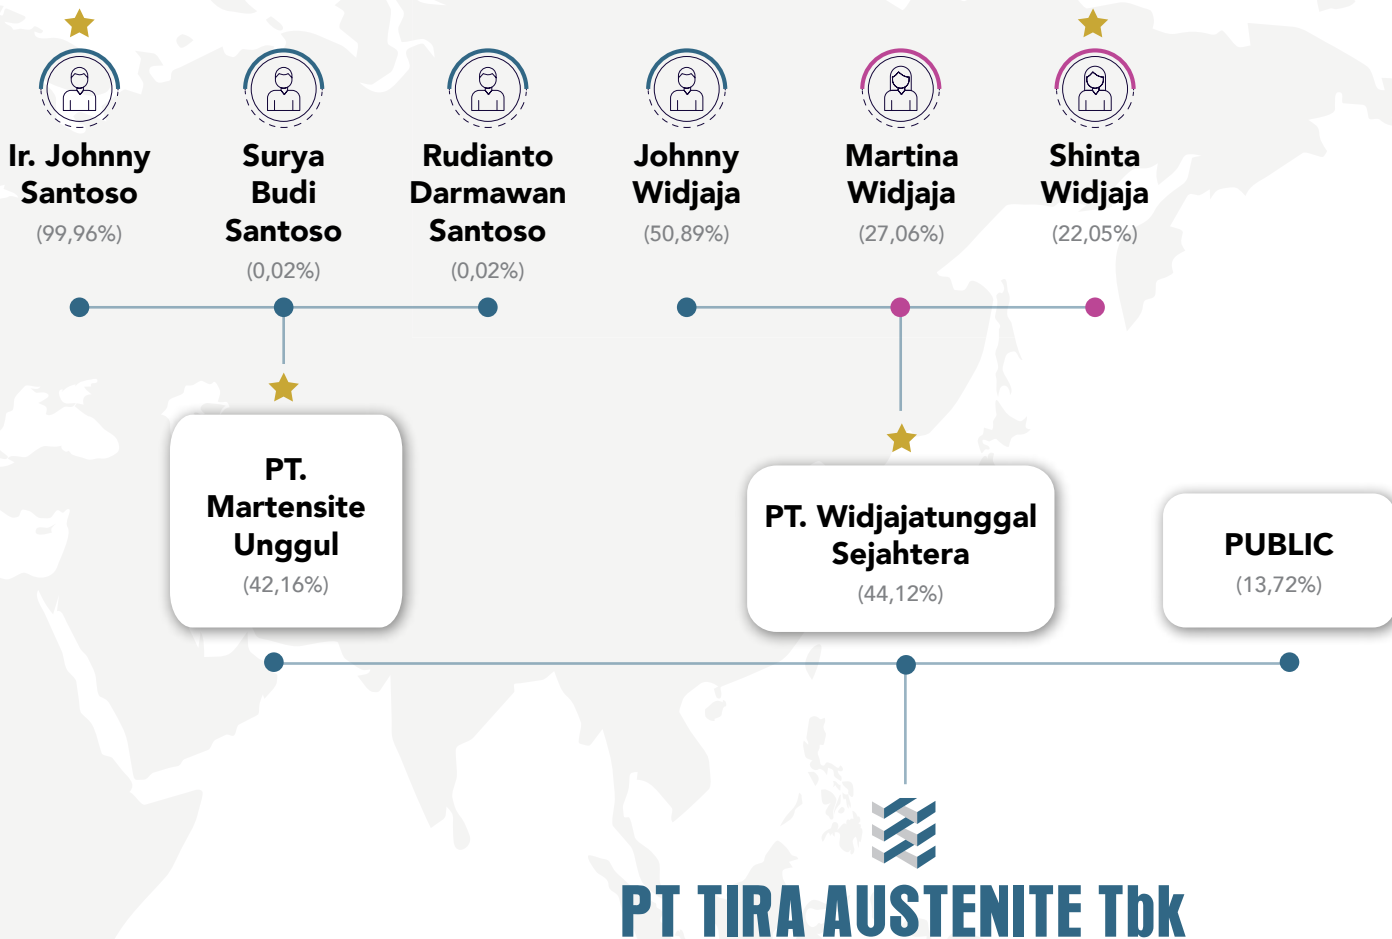 Ir. Johnny
Santoso
(99,96%)
Surya
Budi
Santoso
(0,02%)
Rudianto
Darmawan
Santoso
(0,02%)
Johnny
Widjaja
(50,89%)
Martina
Widjaja
(27,06%)
Shinta
Widjaja
(22,05%)
PT.
Martensite
Unggul
(42,16%)
PT. Widjajatunggal
Sejahtera
(44,12%)
PUBLIC
(13,72%)
PT TIRA AUSTENITE Tbk